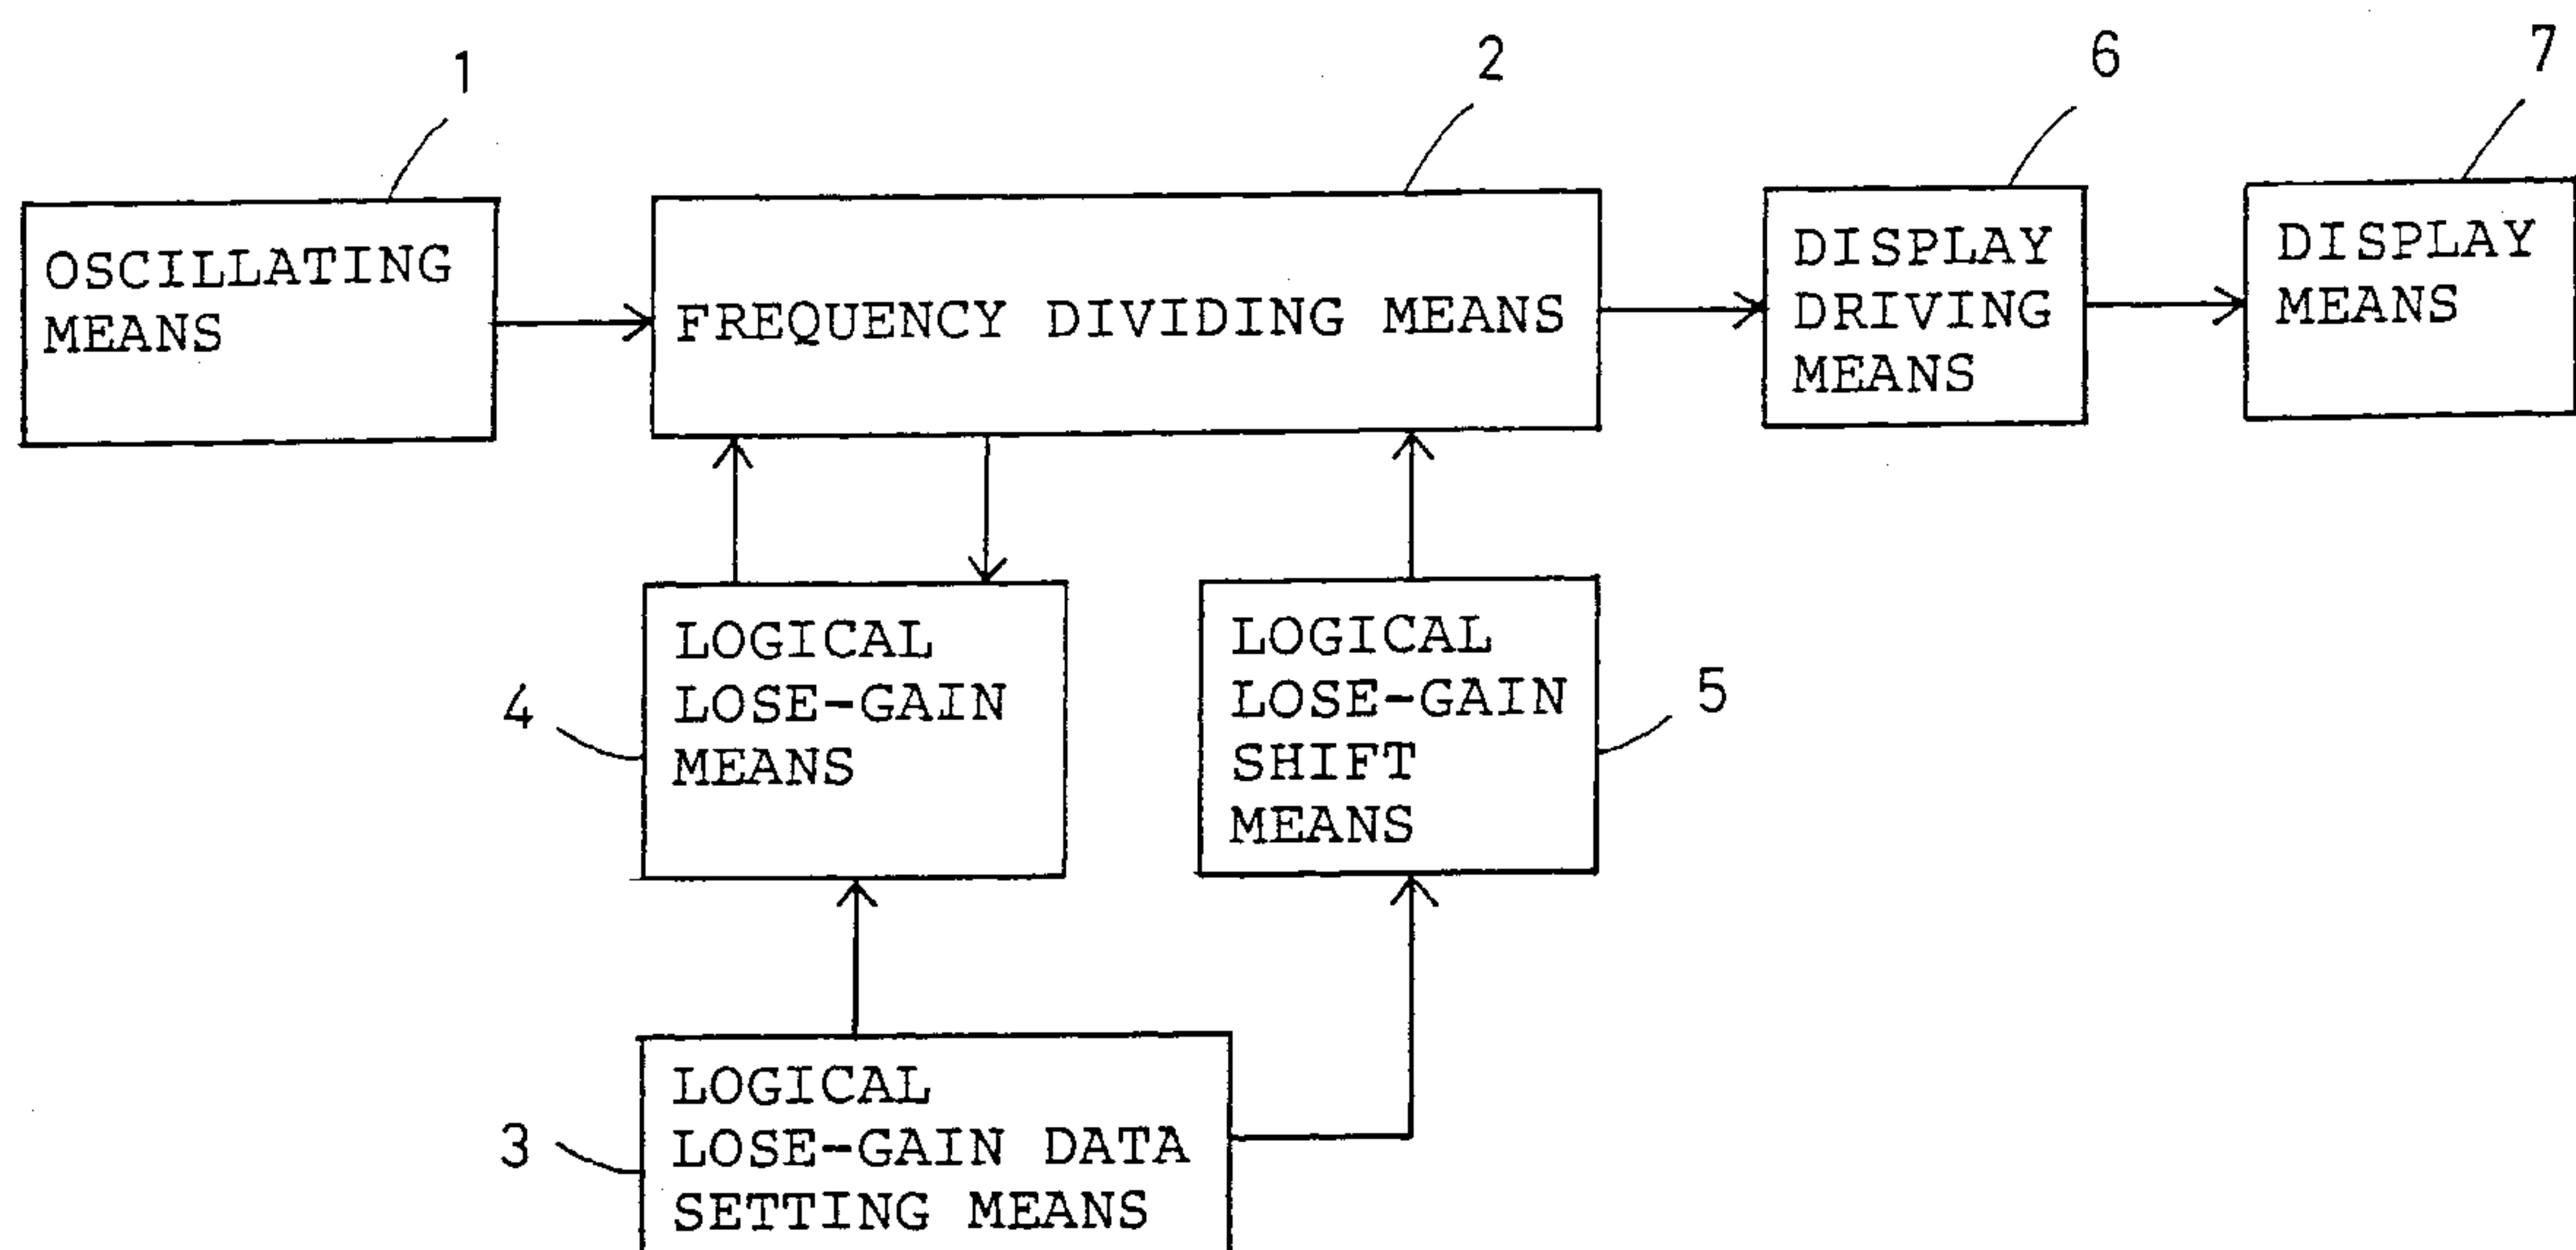 1
2
6
7
OSCILLATING
MEANS
FREQUENCY DIVIDING MEANS
DISPLAY
DRIVING
MEANS
DISPLAY
MEANS
4
LOGICAL
LOSE-GAIN
MEANS
LOGICAL
LOSE-GAIN
SHIFT
MEANS
5
3
LOGICAL
LOSE-GAIN DATA
SETTING MEANS